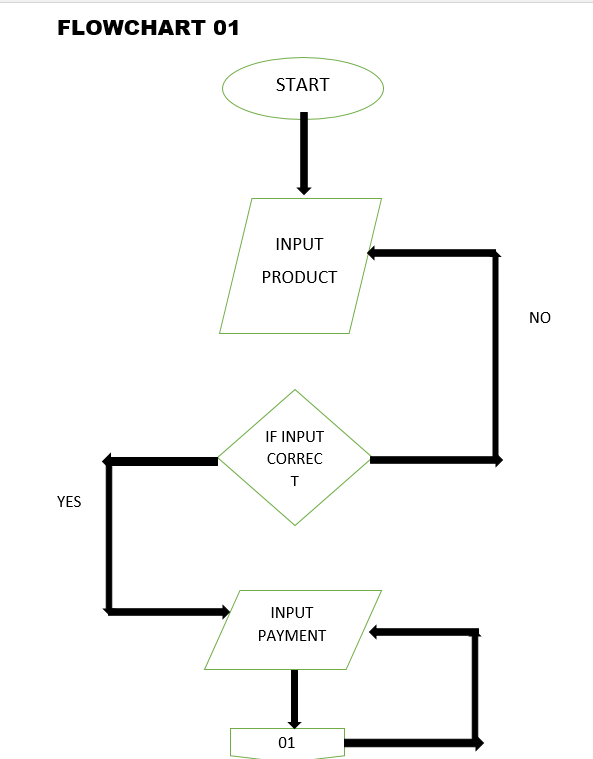 FLOWCHART 01
START
INPUT
PRODUCT
NO
IF INPUT
CORREC
T
YES
INPUT
PAYMENT
01